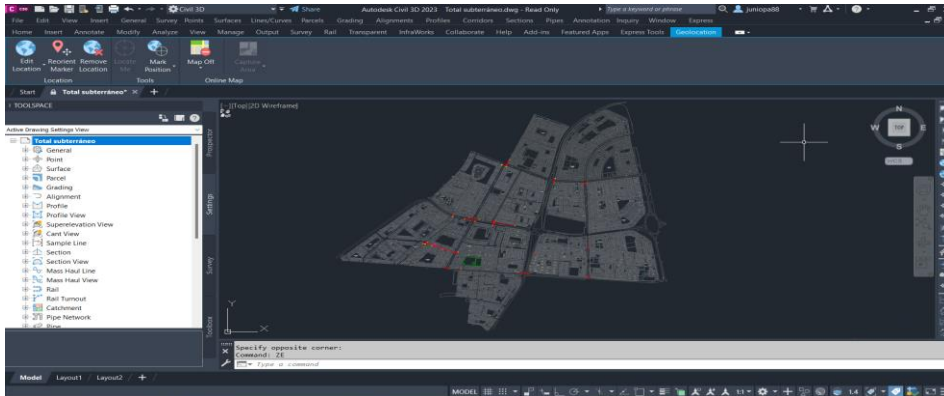 Civil 3D Share Autodesk Civil 3D 2023 Total subterráneo.dwg - Read Only Type a keyword or phrase junicopa88
File Edit View Insert General Survey Points Surfaces Lines/Curves Parcels Grading Alignments Profiles Corridors Sections Pipes Annotation Inquiry Window Express
Home Insert Annotate Modify Analyze View Manage Output Survey Rail Transparent InfraWorks Collaborate Help Add-ins Featured Apps Express Tools Geolocation
Edit Reorient Remove Locate Mark Map Off Capture
Location Marker Location Me Position Area
Location Tools Online Map
Start Total subterráneo* +
TOOLSPACE [-][Top][2D Wireframe]
N
Active Drawing Settings View
W TOP E
S
Total subterráneo
General
Point
Surface
Parcel
Grading
Alignment
Profile
Profile View
Superelevation View
Cant View
Sample Line
Section
Section View
Mass Haul Line
Mass Haul View
Rail
Rail Turnout
Catchment
Pipe Network
Pipe
Prospector
Settings
Survey
Toolbox
Y
X
Specify opposite corner:
Command: ZE
Type a command
Model Layout1 Layout2 +
MODEL 1:1 1.4